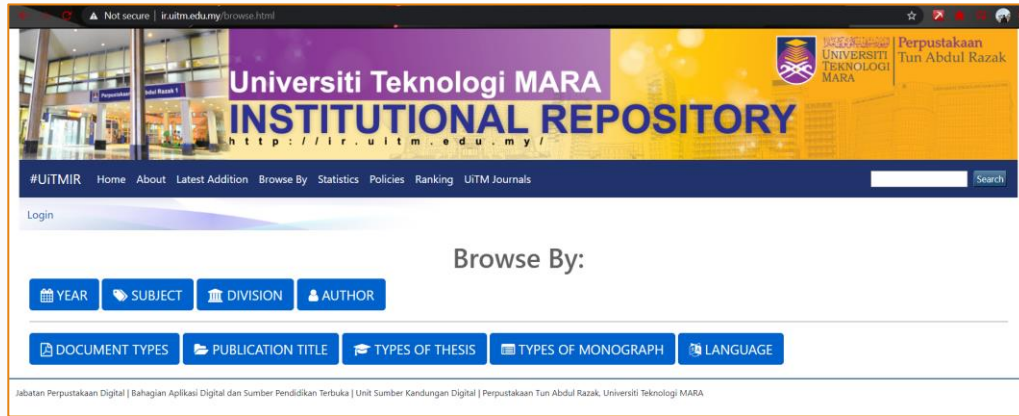 Not secure | ir.uitm.edu.my/browse.html
Universiti Teknologi MARA
INSTITUTIONAL REPOSITORY
http://ir.uitm.edu.my/
Perpustakaan Abdul Razak 1
UNIVERSITI
TEKNOLOGI
MARA
Perpustakaan
Tun Abdul Razak
#UiTMIR Home About Latest Addition Browse By Statistics Policies Ranking UiTM Journals Search
Login
Browse By:
YEAR SUBJECT DIVISION AUTHOR
DOCUMENT TYPES PUBLICATION TITLE TYPES OF THESIS TYPES OF MONOGRAPH LANGUAGE
Jabatan Perpustakaan Digital | Bahagian Aplikasi Digital dan Sumber Pendidikan Terbuka | Unit Sumber Kandungan Digital | Perpustakaan Tun Abdul Razak, Universiti Teknologi MARA